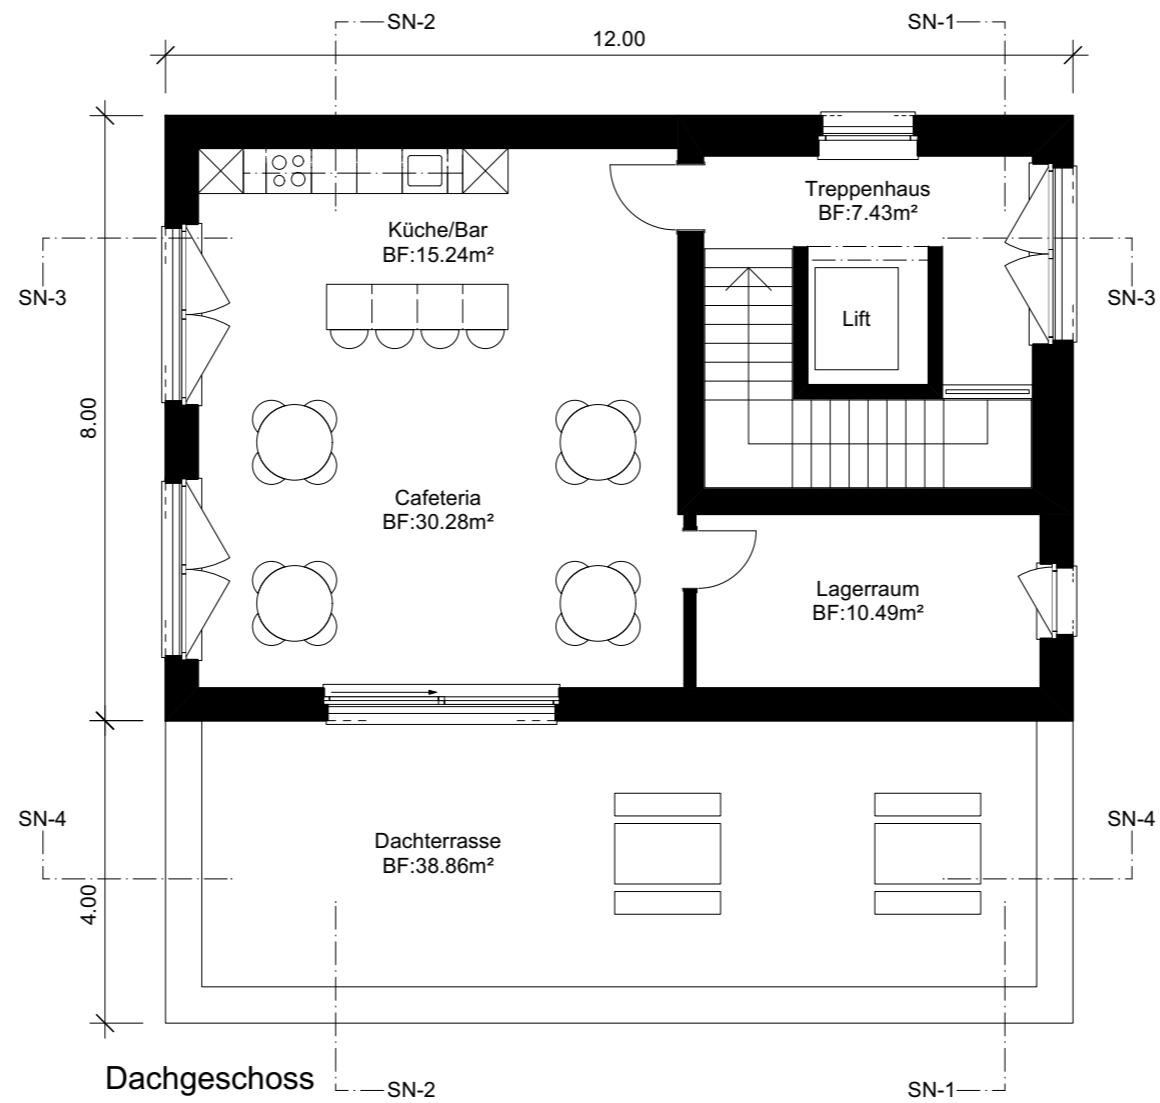 SN-2
SN-1
12.00
Treppenhaus
BF:7.43m²
Küche/Bar
BF:15.24m²
SN-3
SN-3
Lift
8.00
Cafeteria
BF:30.28m²
Lagerraum
BF:10.49m²
SN-4
SN-4
Dachterrasse
BF:38.86m²
4.00
Dachgeschoss
SN-2
SN-1